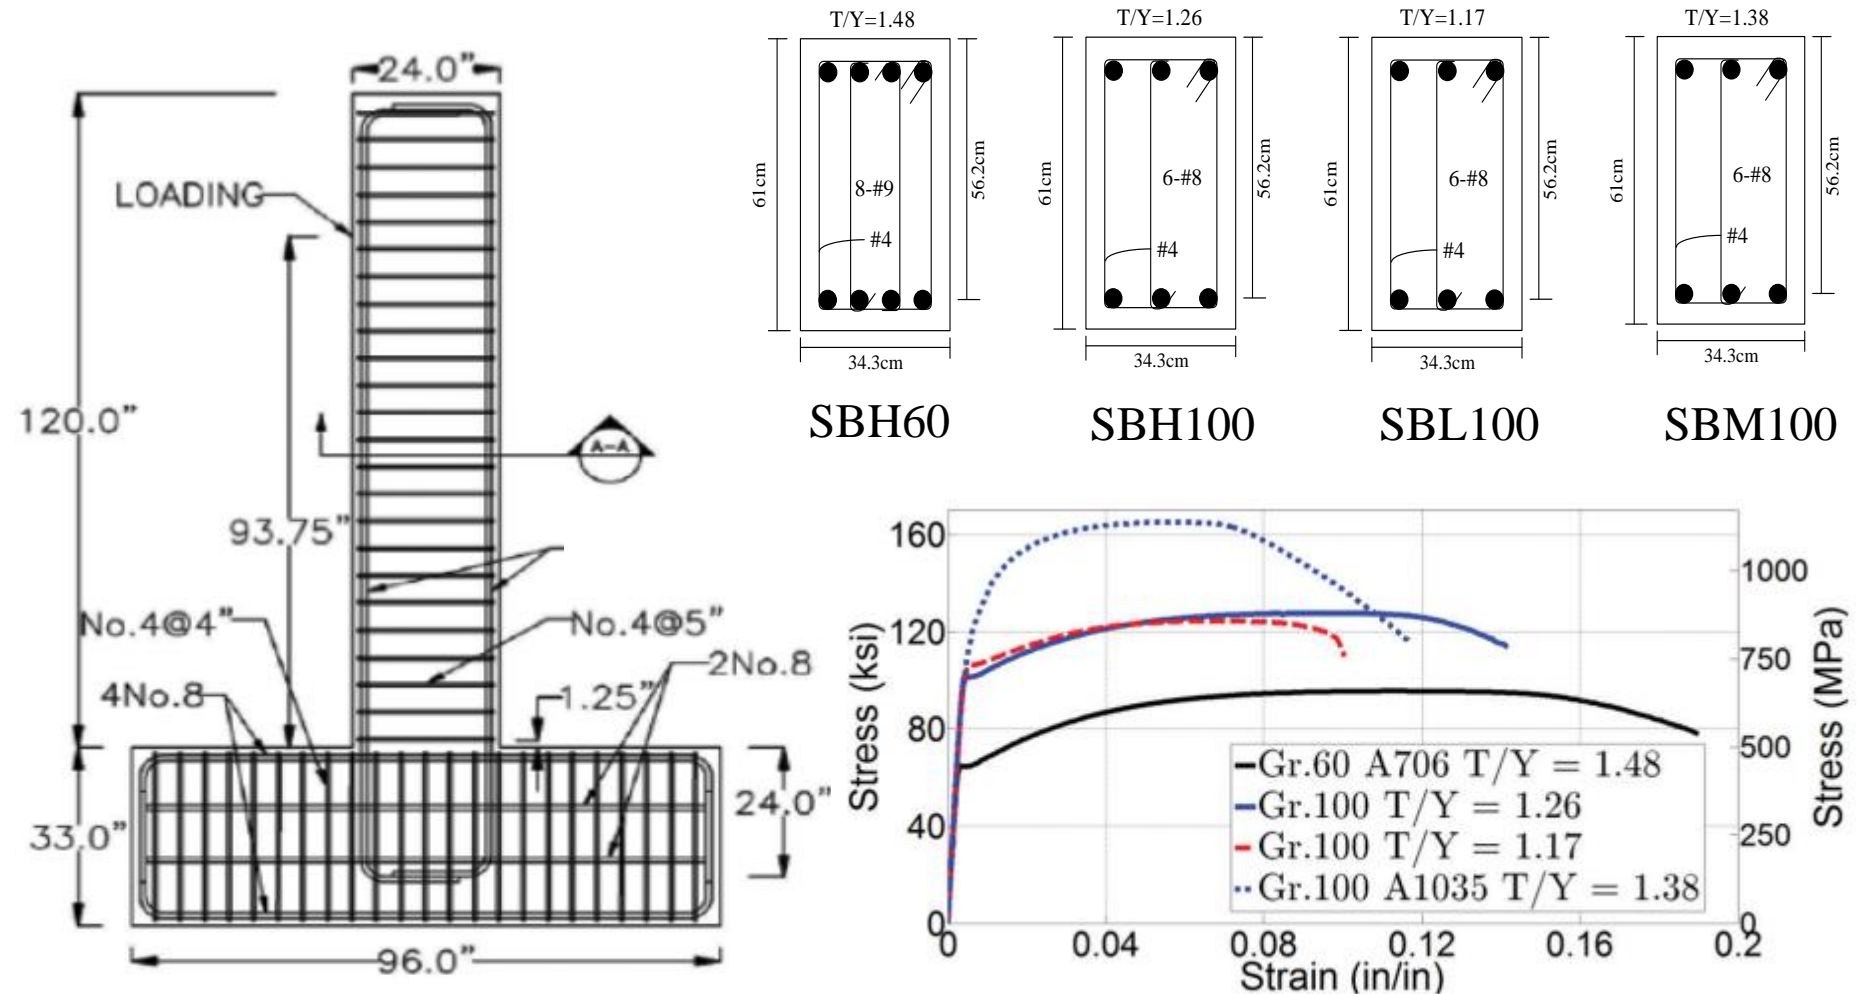 24.0”
LOADING
120.0”
93.75”
A–A
No.4@4”
No.4@5”
2No.8
4No.8
1.25”
24.0”
33.0”
96.0”
T/Y=1.48
61cm
56.2cm
8-#9
#4
34.3cm
SBH60
T/Y=1.26
61cm
56.2cm
6-#8
#4
34.3cm
SBH100
T/Y=1.17
61cm
56.2cm
6-#8
#4
34.3cm
SBL100
T/Y=1.38
61cm
56.2cm
6-#8
#4
34.3cm
SBM100
Stress (ksi)
160
120
80
40
0
Stress (MPa)
1000
750
500
250
0
Gr.60 A706 T/Y = 1.48
Gr.100 T/Y = 1.26
Gr.100 T/Y = 1.17
Gr.100 A1035 T/Y = 1.38
0 0.04 0.08 0.12 0.16 0.2
Strain (in/in)